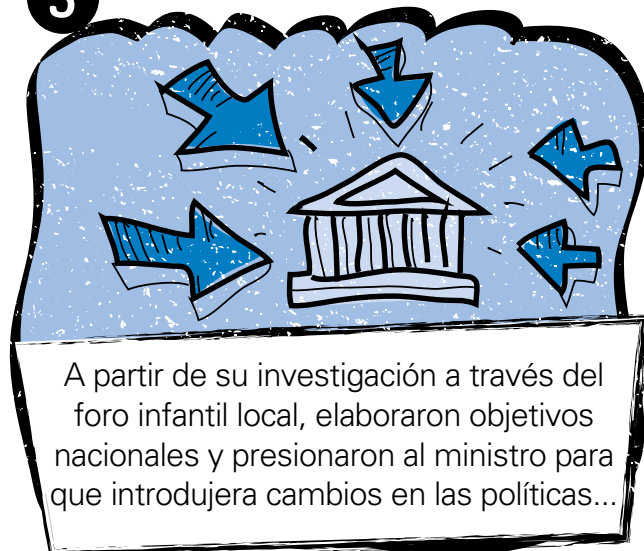 A partir de su investigación a través del
foro infantil local, elaboraron objetivos
nacionales y presionaron al ministro para
que introdujera cambios en las políticas...